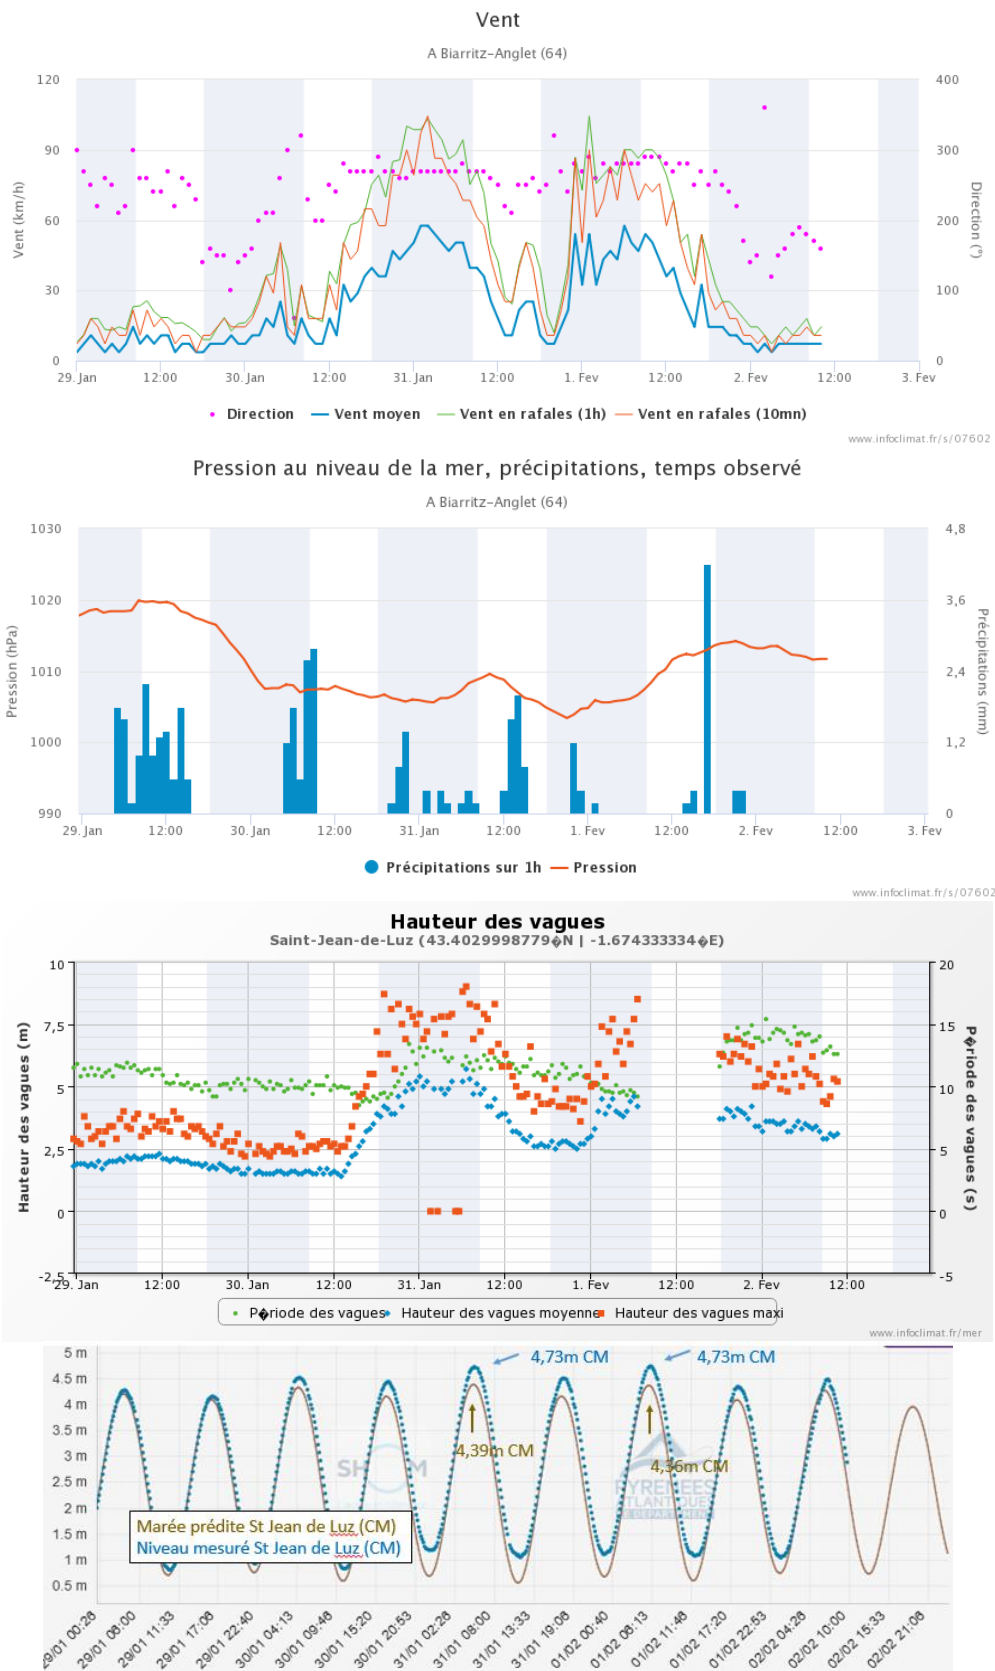 Vent
A Biarritz-Anglet (64)
120 400
90 300
60 200
30 100
0 0
Vent (km/h)
Direction (°)
29. Jan 12:00 30. Jan 12:00 31. Jan 12:00 1. Fev 12:00 2. Fev 12:00 3. Fev
Direction Vent moyen Vent en rafales (1h) Vent en rafales (10mn)
www.infoclimat.fr/s/07602
Pression au niveau de la mer, précipitations, temps observé
A Biarritz-Anglet (64)
1030 4,8
1020 3,6
1010 2,4
1000 1,2
990 0
Pression (hPa)
Précipitations (mm)
29. Jan 12:00 30. Jan 12:00 31. Jan 12:00 1. Fev 12:00 2. Fev 12:00 3. Fev
Précipitations sur 1h Pression
www.infoclimat.fr/s/07602
Hauteur des vagues
Saint-Jean-de-Luz (43.4029998779�N | -1.674333334�E)
10 20
7,5 15
5 10
2,5 5
0 0
-2,5 -5
Hauteur des vagues (m)
P�riode des vagues (s)
29. Jan 12:00 30. Jan 12:00 31. Jan 12:00 1. Fev 12:00 2. Fev 12:00
P�riode des vagues Hauteur des vagues moyenne Hauteur des vagues maxi
www.infoclimat.fr/mer
5 m
4.5 m
4 m
3.5 m
3 m
2.5 m
2 m
1.5 m
1 m
0.5 m
4,73m CM 4,73m CM
4,39m CM
4,36m CM
PYRENEES
ATLANTIQUES
LE DEPARTEMENT
Marée prédite St Jean de Luz (CM)
Niveau mesuré St Jean de Luz (CM)
29/01 00:28 29/01 08:00 29/01 11:33 29/01 17:08 29/01 22:40 30/01 04:13 30/01 09:48 30/01 15:20 30/01 20:53 31/01 02:28 31/01 08:00 31/01 13:33 31/01 19:08 01/02 00:40 01/02 08:13 01/02 11:48 01/02 17:20 01/02 22:53 02/02 04:28 02/02 10:00 02/02 15:33 02/02 21:08